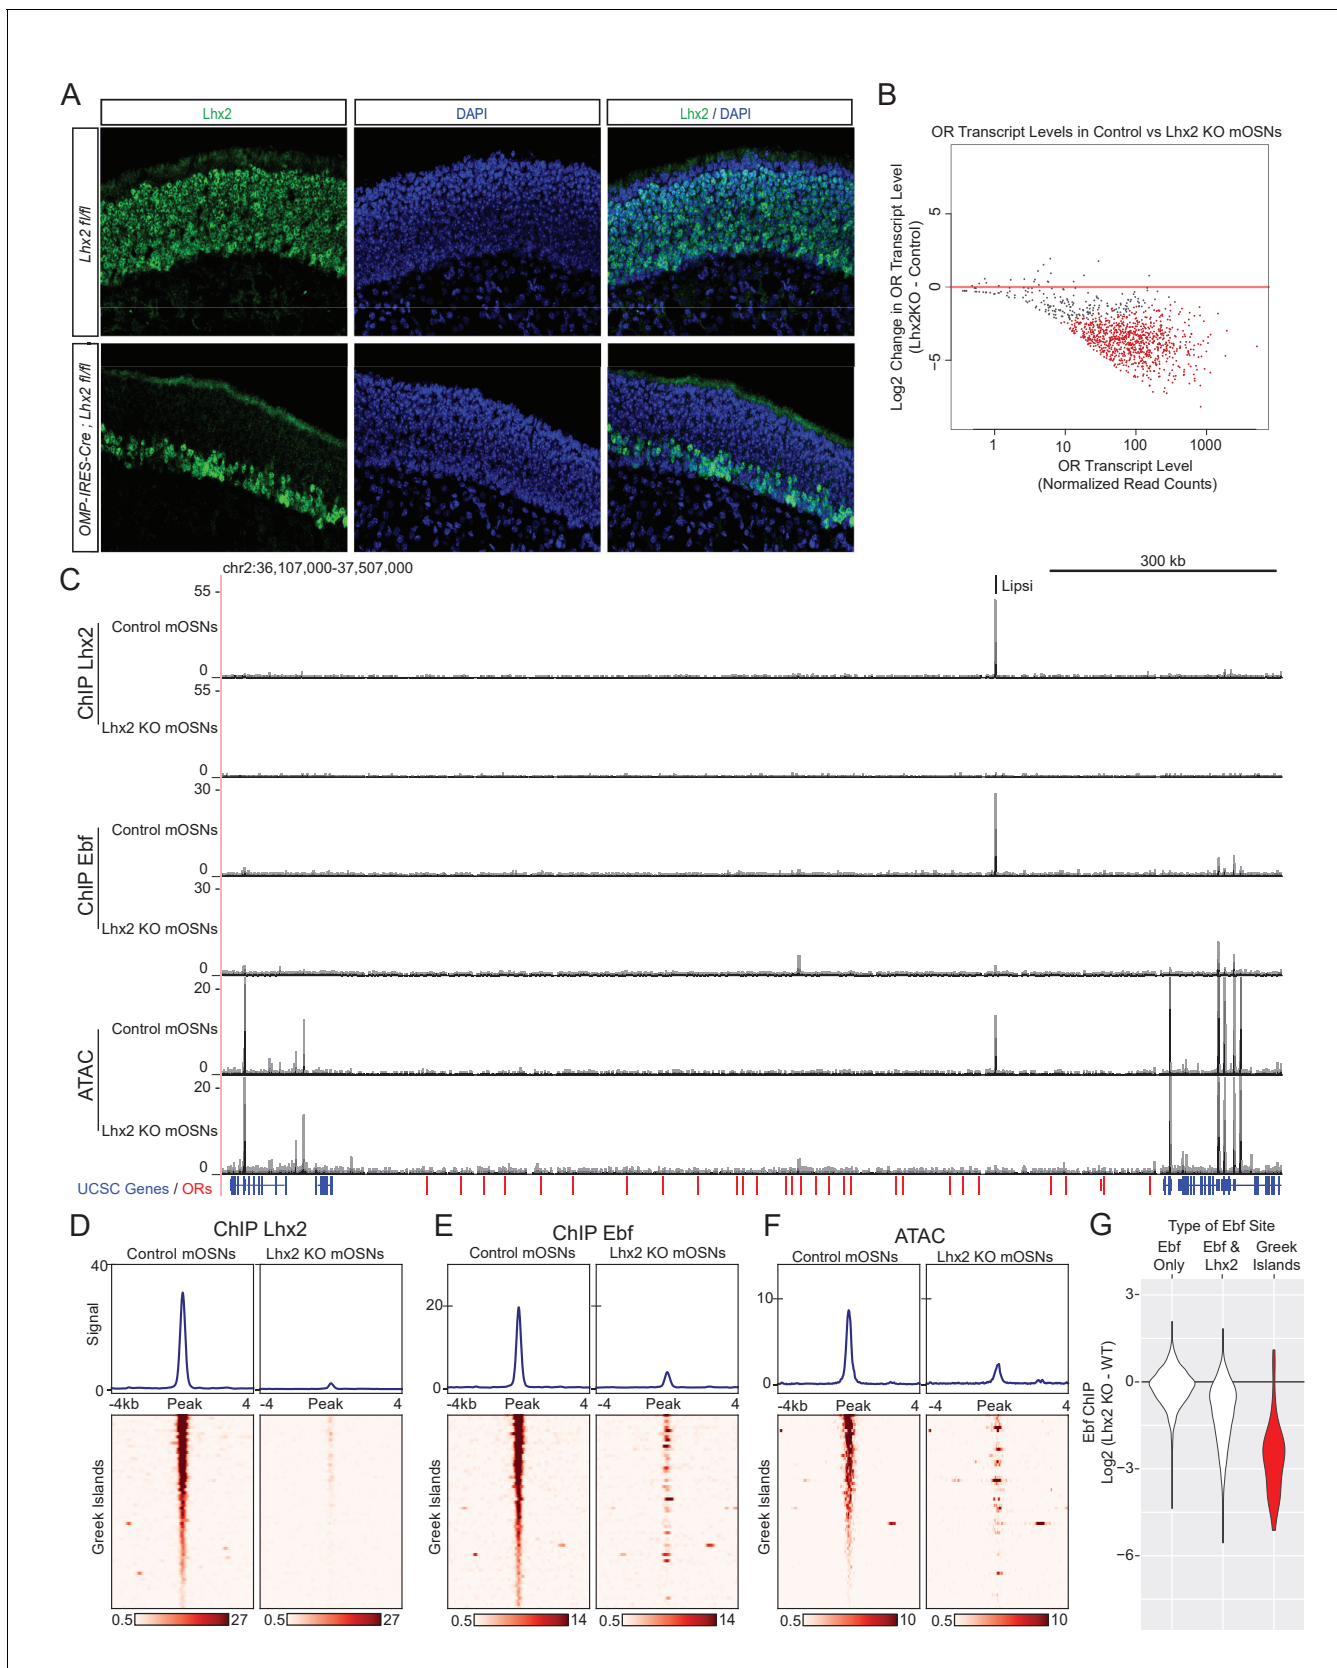 A
Lhx2
DAPI
Lhx2 / DAPI
Lhx2 fl/fl
OMP-IRES-Cre ; Lhx2 fl/fl
B
OR Transcript Levels in Control vs Lhx2 KO mOSNs
Log2 Change in OR Transcript Level
(Lhx2KO - Control)
5
0
−5
1
10
100
1000
OR Transcript Level
(Normalized Read Counts)
C
chr2:36,107,000-37,507,000
300 kb
Lipsi
ChIP Lhx2
55
Control mOSNs
0
55
Lhx2 KO mOSNs
0
ChIP Ebf
30
Control mOSNs
0
30
Lhx2 KO mOSNs
0
ATAC
20
Control mOSNs
0
20
Lhx2 KO mOSNs
0
UCSC Genes / ORs
D
ChIP Lhx2
Control mOSNs
Lhx2 KO mOSNs
40
Signal
0
-4kb Peak 4
-4 Peak 4
Greek Islands
0.5 27
0.5 27
E
ChIP Ebf
Control mOSNs
Lhx2 KO mOSNs
20
0
-4kb Peak 4
-4 Peak 4
Greek Islands
0.5 14
0.5 14
F
ATAC
Control mOSNs
Lhx2 KO mOSNs
10
0
-4kb Peak 4
-4 Peak 4
Greek Islands
0.5 10
0.5 10
G
Type of Ebf Site
Ebf Only
Ebf & Lhx2
Greek Islands
Ebf ChIP
Log2 (Lhx2 KO - WT)
3
0
−3
−6